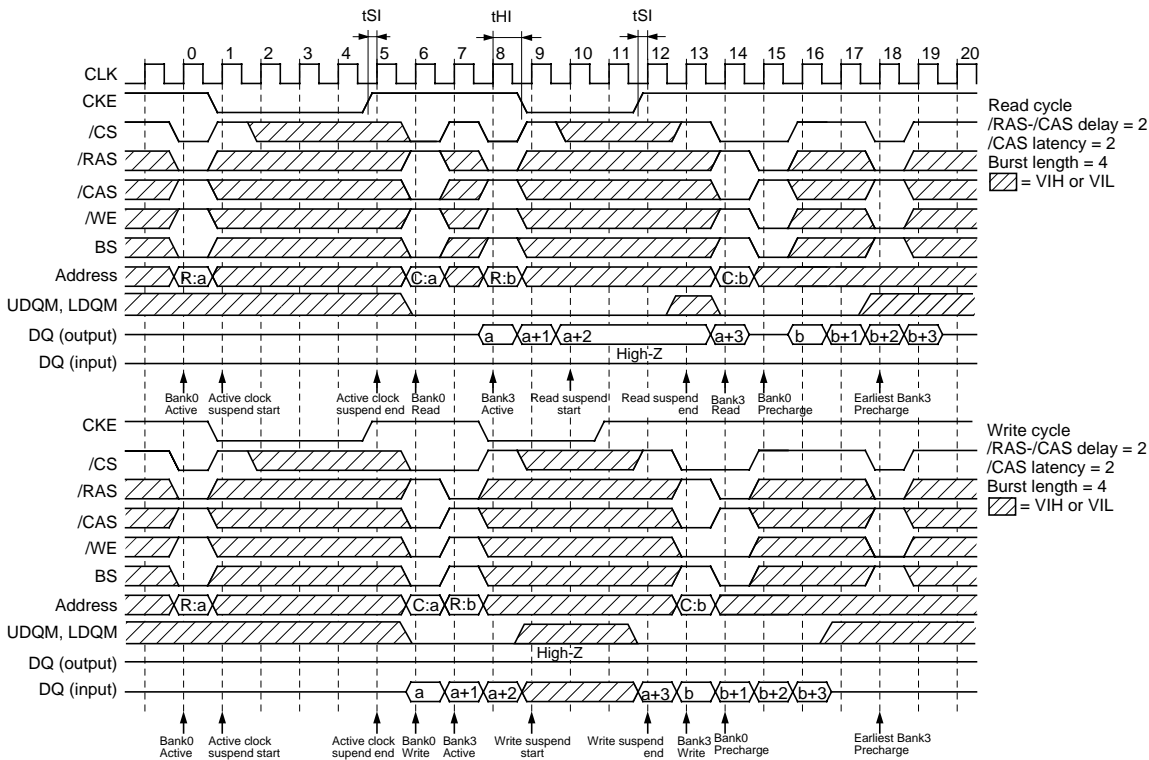 tSI tHI tSI
0 1 2 3 4 5 6 7 8 9 10 11 12 13 14 15 16 17 18 19 20
CLK
CKE
/CS
/RAS
/CAS
/WE
BS
Address R:a C:a R:b C:b
UDQM, LDQM
DQ (output) a a+1 a+2 a+3 b b+1 b+2 b+3
High-Z
DQ (input)
Read cycle
/RAS-/CAS delay = 2
/CAS latency = 2
Burst length = 4
= VIH or VIL
Bank0
Active
Active clock
suspend start
Active clock
suspend end
Bank0
Read
Bank3
Active
Read suspend
start
Read suspend
end
Bank3
Read
Bank0
Precharge
Earliest Bank3
Precharge
CKE
/CS
/RAS
/CAS
/WE
BS
Address R:a C:a R:b C:b
UDQM, LDQM
High-Z
DQ (output)
DQ (input) a a+1 a+2 a+3 b b+1 b+2 b+3
Write cycle
/RAS-/CAS delay = 2
/CAS latency = 2
Burst length = 4
= VIH or VIL
Bank0
Active
Active clock
suspend start
Active clock
supend end
Bank0
Write
Bank3
Active
Write suspend
start
Write suspend
end
Bank3
Write
Bank0
Precharge
Earliest Bank3
Precharge